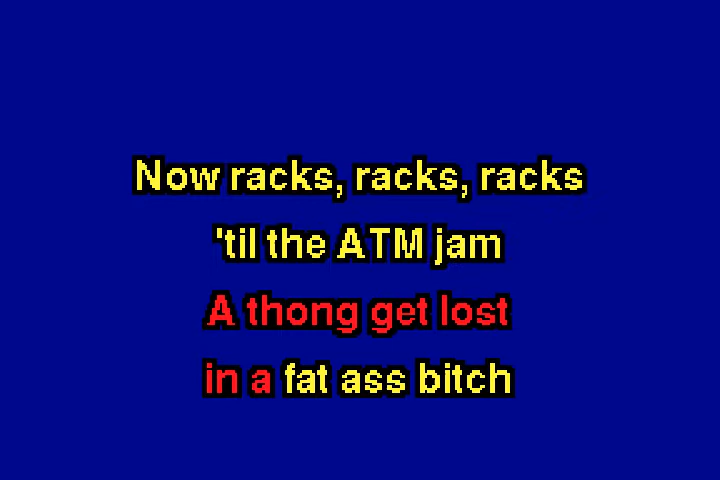 Now racks, racks, racks
'til the ATM jam
A thong get lost
in a fat ass bitch